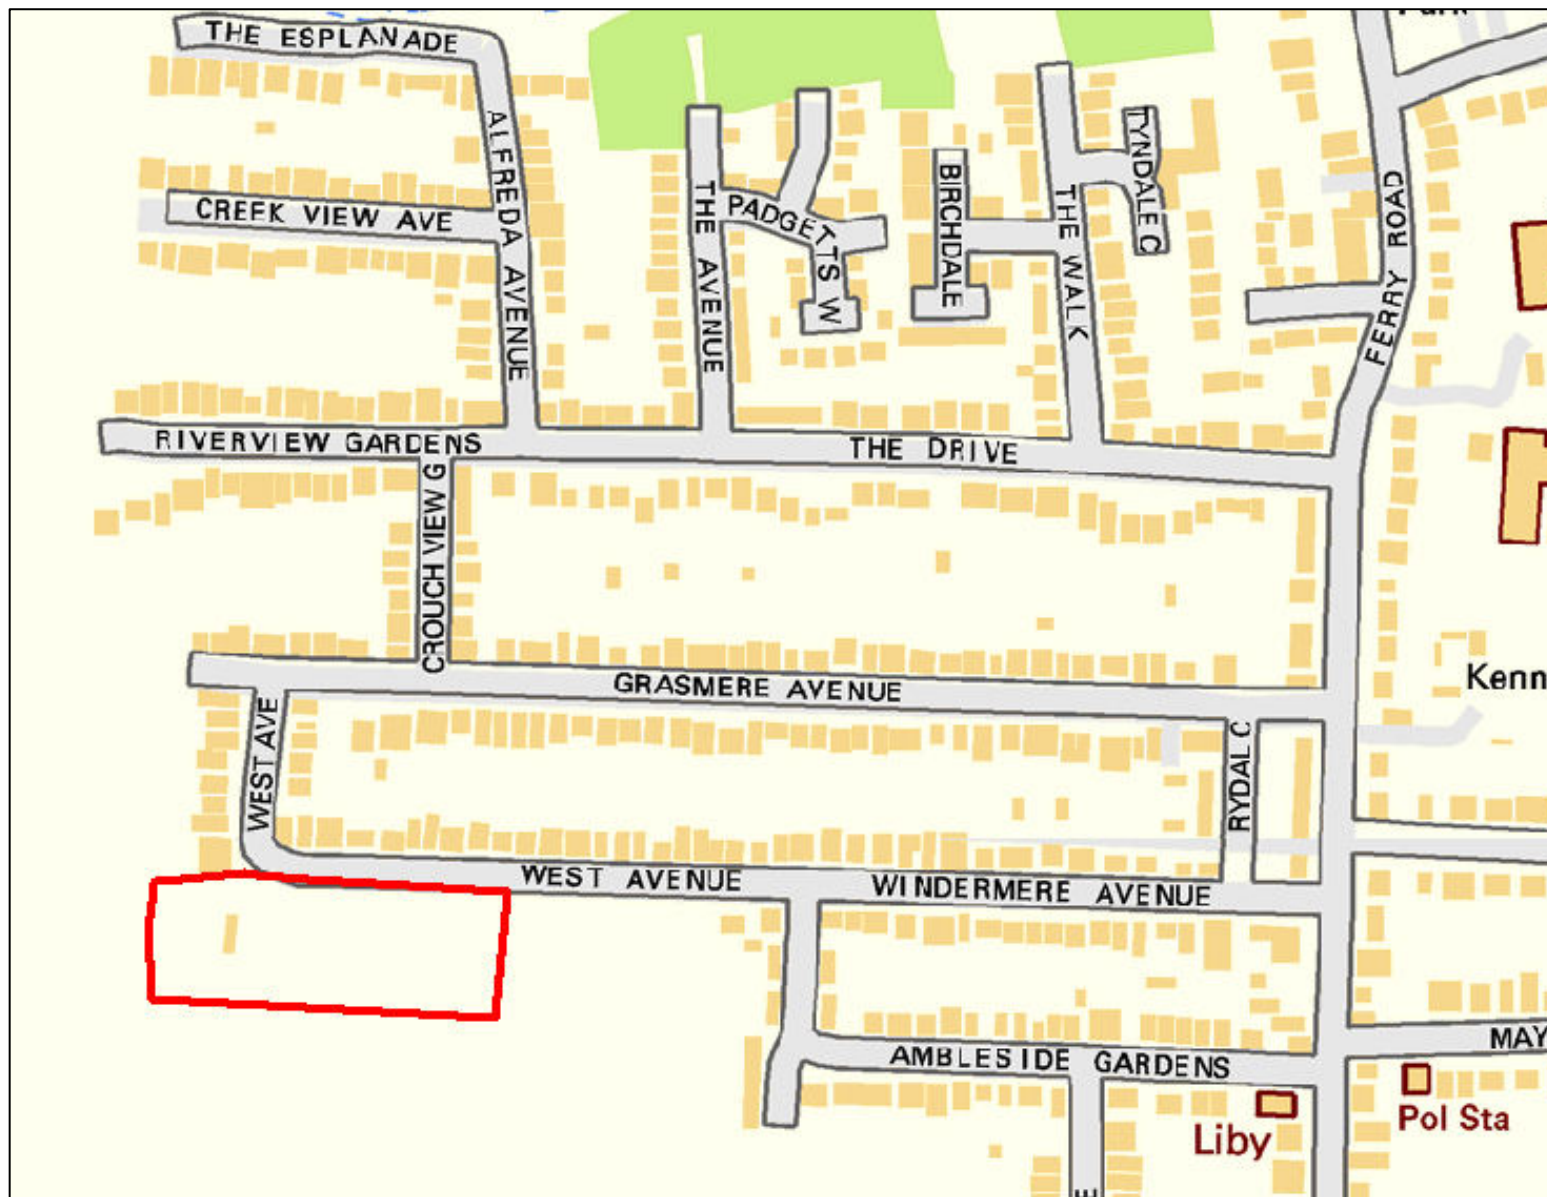 THE ESPLANADE
ALFREDA AVENUE
CREEK VIEW AVE
THE AVENUE
PADGETTS W
BIRCHDALE
THE WALK
TYNDALE C
FERRY ROAD
RIVERVIEW GARDENS
THE DRIVE
CROUCH VIEW G
GRASMERE AVENUE
Kenn
WEST AVE
RYDAL C
WEST AVENUE
WINDERMERE AVENUE
AMBLESIDE GARDENS
MAY
Liby
Pol Sta
E